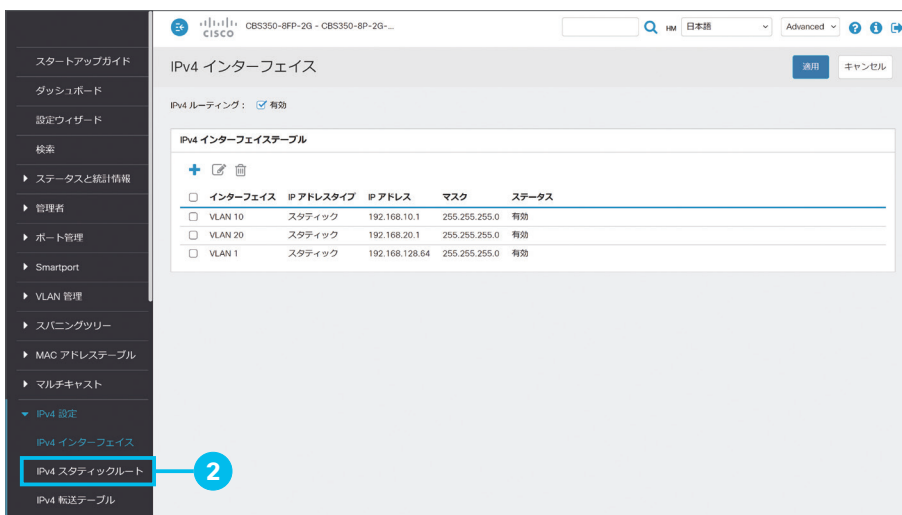 CISCO
CBS350-8FP-2G - CBS350-8P-2G-...
HM 日本語
Advanced
スタートアップガイド
ダッシュボード
設定ウィザード
検索
ステータスと統計情報
管理者
ポート管理
Smartport
VLAN 管理
スパニングツリー
MAC アドレステーブル
マルチキャスト
IPv4 設定
IPv4 インターフェイス
IPv4 スタティックルート
IPv4 転送テーブル
2
IPv4 インターフェイス
適用
キャンセル
IPv4 ルーティング： 有効
IPv4 インターフェイステーブル
インターフェイス IP アドレスタイプ IP アドレス マスク ステータス
VLAN 10 スタティック 192.168.10.1 255.255.255.0 有効
VLAN 20 スタティック 192.168.20.1 255.255.255.0 有効
VLAN 1 スタティック 192.168.128.64 255.255.255.0 有効